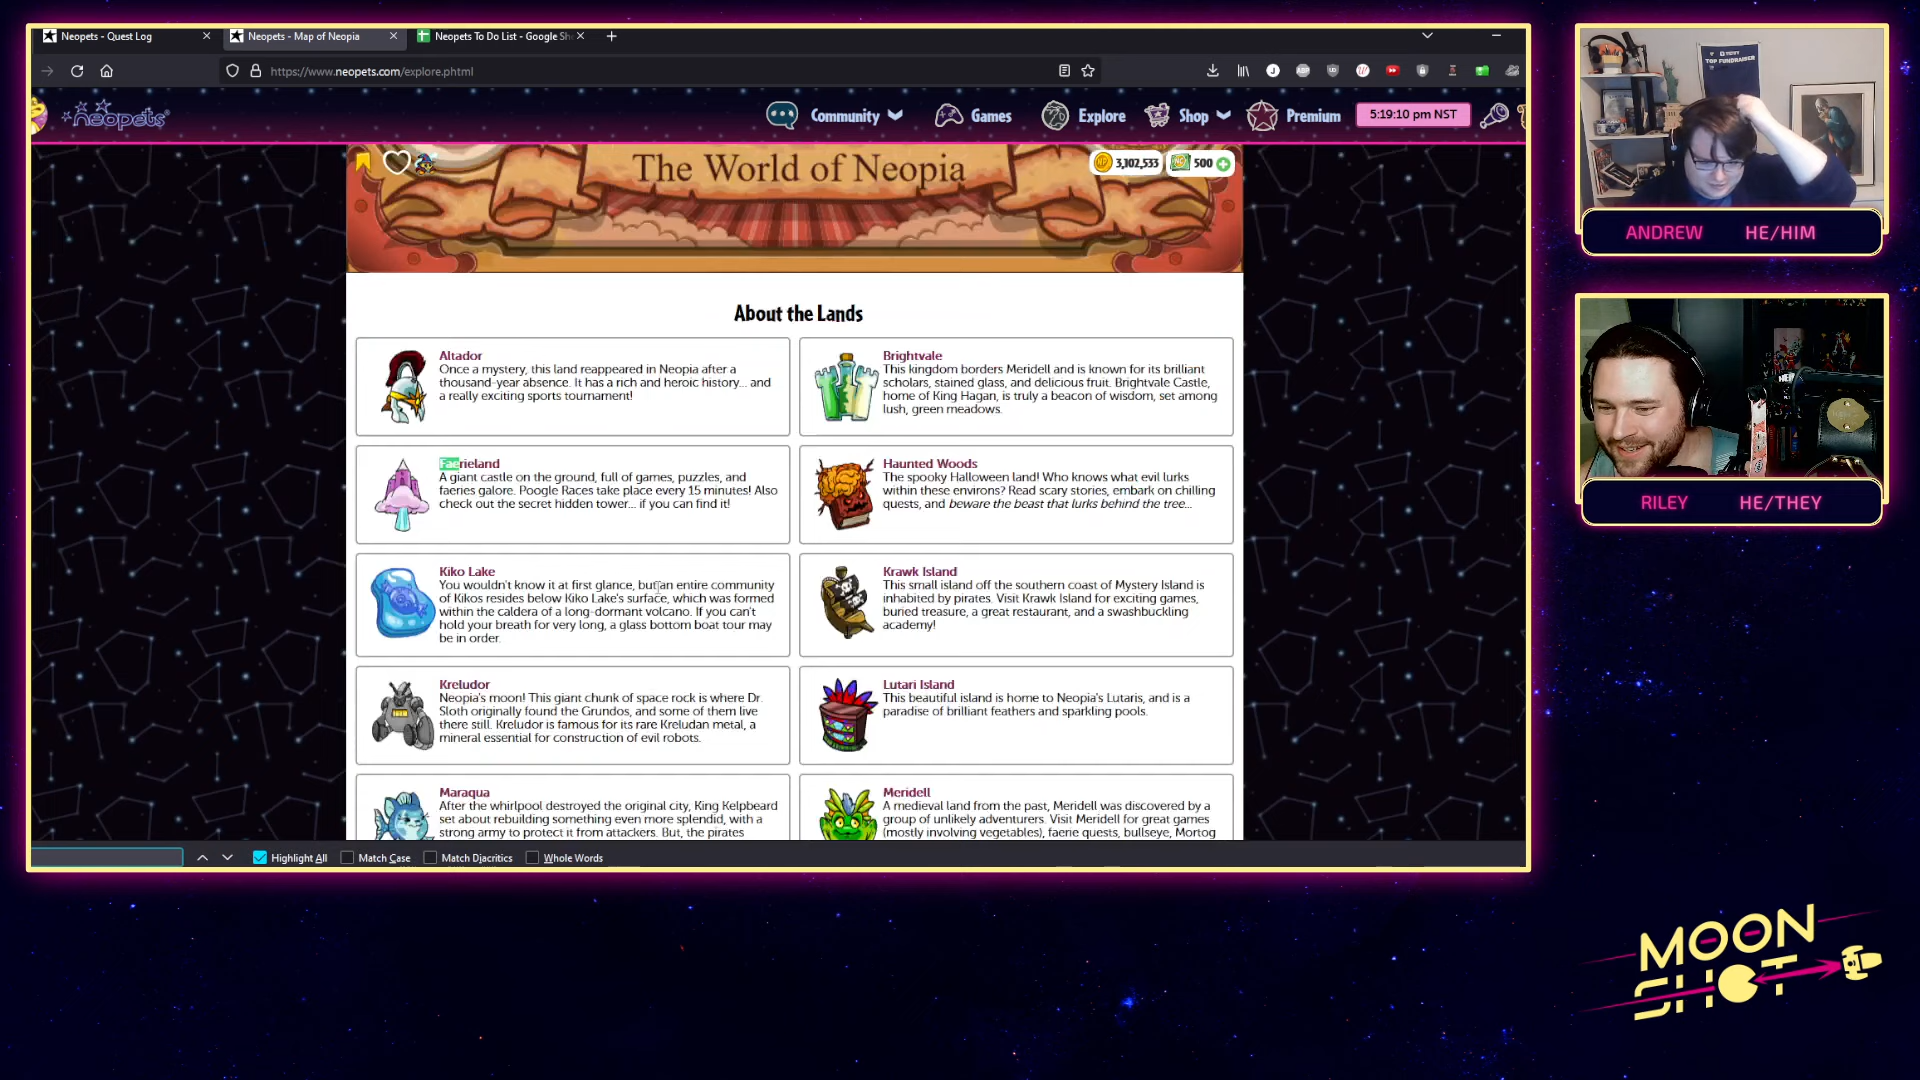 Neopets - Quest Log
Neopets - Map of Neopia
Neopets To Do List - Google She
https://www.neopets.com/explore.phtml
neopets
Community
Games
Explore
Shop
Premium
5:19:10 pm NST
The World of Neopia
3,102,533
500
About the Lands
Altador
Once a mystery, this land reappeared in Neopia after a
thousand-year absence. It has a rich and heroic history... and
a really exciting sports tournament!
Brightvale
This kingdom borders Meridell and is known for its brilliant
scholars, stained glass, and delicious fruit. Brightvale Castle,
home of King Hagan, is truly a beacon of wisdom, set among
lush, green meadows.
Faerieland
A giant castle on the ground, full of games, puzzles, and
faeries galore. Poogle Races take place every 15 minutes! Also
check out the secret hidden tower... if you can find it!
Haunted Woods
The spooky Halloween land! Who knows what evil lurks
within these environs? Read scary stories, embark on chilling
quests, and beware the beast that lurks behind the tree...
Kiko Lake
You wouldn't know it at first glance, but an entire community
of Kikos resides below Kiko Lake's surface, which was formed
within the caldera of a long-dormant volcano. If you can't
hold your breath for very long, a glass bottom boat tour may
be in order.
Krawk Island
This small island off the southern coast of Mystery Island is
inhabited by pirates. Visit Krawk Island for exciting games,
buried treasure, a great restaurant, and a swashbuckling
academy!
Kreludor
Neopia's moon! This giant chunk of space rock is where Dr.
Sloth originally found the Grundos, and some of them live
there still. Kreludor is famous for its rare Kreludan metal, a
mineral essential for construction of evil robots.
Lutari Island
This beautiful island is home to Neopia's Lutaris, and is a
paradise of brilliant feathers and sparkling pools.
Maraqua
After the whirlpool destroyed the original city, King Kelpbeard
set about rebuilding something even more splendid, with a
strong army to protect it from attackers. But, the pirates
Meridell
A medieval land from the past, Meridell was discovered by a
group of unlikely adventurers. Visit Meridell for great games
(mostly involving vegetables), faerie quests, bullseye, Mortog
Highlight All
Match Case
Match Diacritics
Whole Words
TOP FUNDRAISER
ANDREW HE/HIM
RILEY HE/THEY
MOON
SHOT